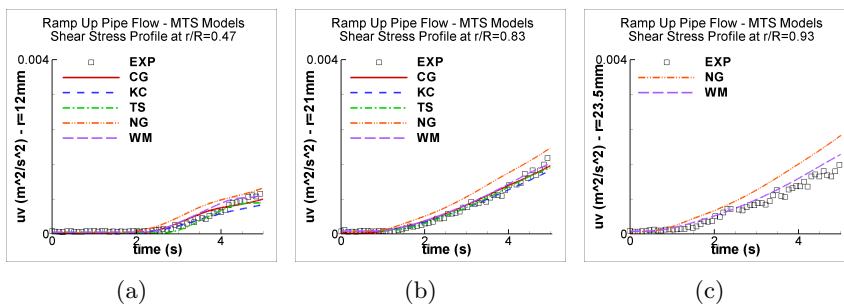 Ramp Up Pipe Flow - MTS Models
Shear Stress Profile at r/R=0.47
0.004
EXP
CG
KC
TS
NG
WM
uv (m^2/s^2) - r=12mm
0
0
2
4
time (s)
(a)
Ramp Up Pipe Flow - MTS Models
Shear Stress Profile at r/R=0.83
0.004
EXP
CG
KC
TS
NG
WM
uv (m^2/s^2) - r=21mm
0
0
2
4
time (s)
(b)
Ramp Up Pipe Flow - MTS Models
Shear Stress Profile at r/R=0.93
0.004
EXP
NG
WM
uv (m^2/s^2) - r=23.5mm
0
0
2
4
time (s)
(c)